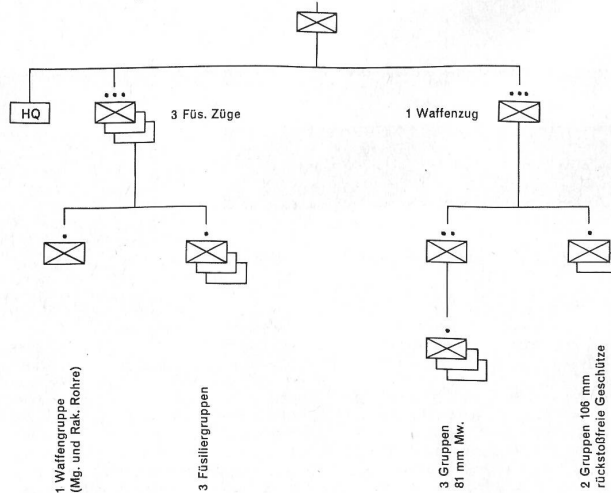 HQ
3 Füs. Züge
1 Waffenzug
1 Waffengruppe
(Mg. und Rak. Rohre)
3 Füsiliergruppen
3 Gruppen
81 mm Mw.
2 Gruppen 106 mm
rückstoßfreie Geschütze